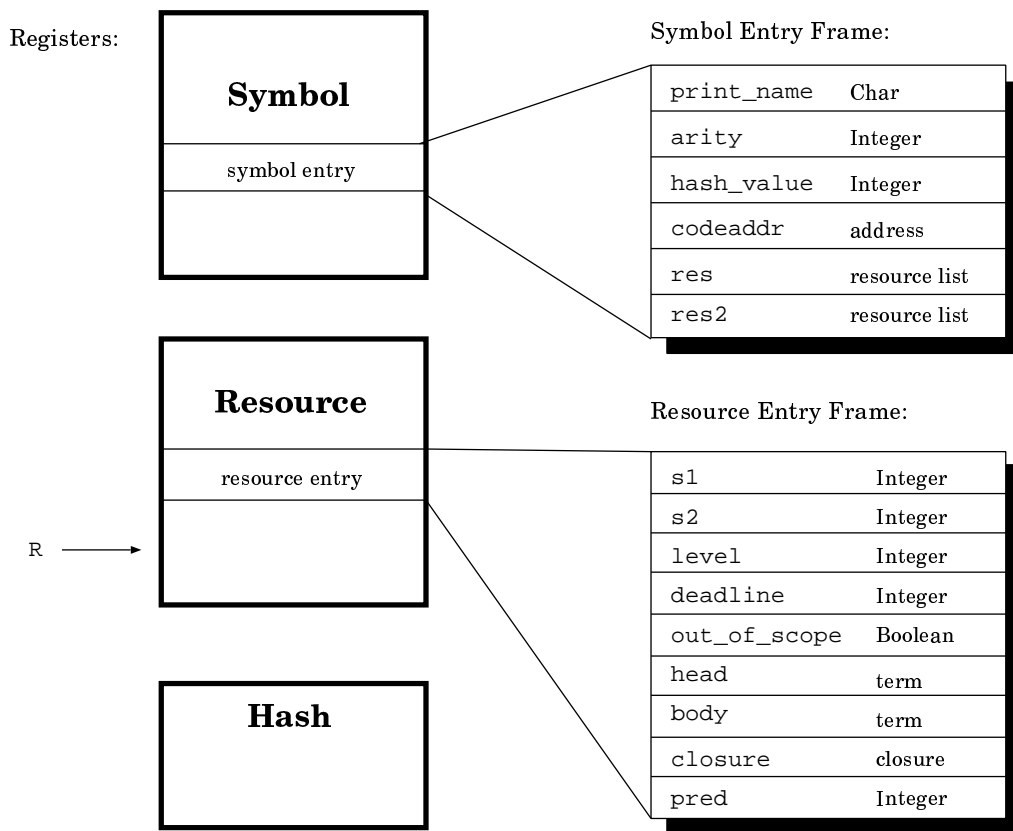 Registers:
Symbol
symbol entry
Symbol Entry Frame:
print_name Char
arity Integer
hash_value Integer
codeaddr address
res resource list
res2 resource list
Resource
resource entry
R
Resource Entry Frame:
s1 Integer
s2 Integer
level Integer
deadline Integer
out_of_scope Boolean
head term
body term
closure closure
pred Integer
Hash